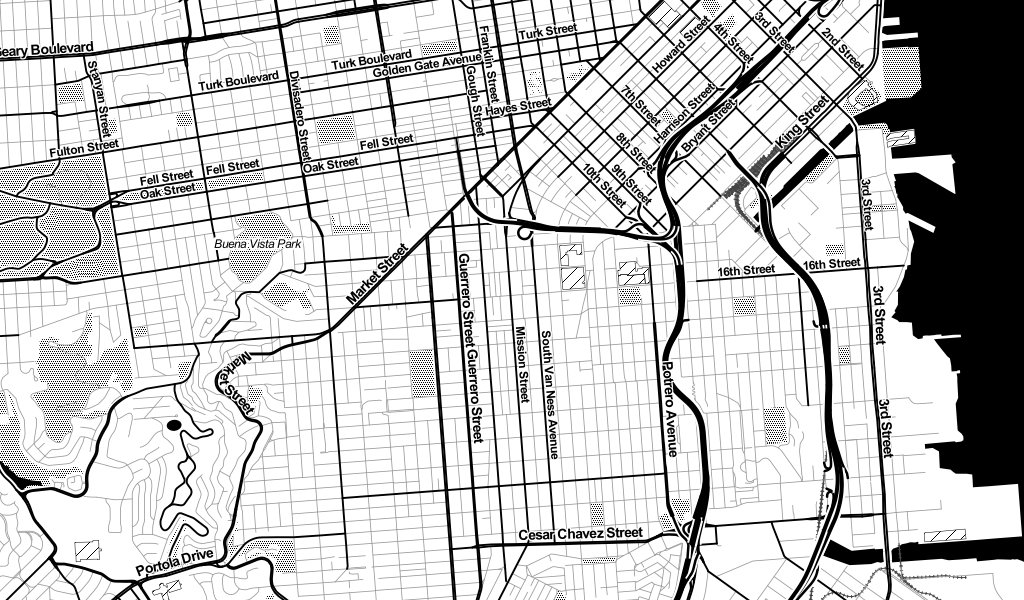 Geary Boulevard
Turk Street
3rd Street
4th Street
Howard Street
2nd Street
Franklin Street
Turk Boulevard
Golden Gate Avenue
Turk Boulevard
Stanyan Street
Divisadero Street
Gough Street
Hayes Street
7th Street
Harrison Street
Bryant Street
King Street
8th Street
9th Street
10th Street
Fulton Street
Fell Street
Fell Street
Fell Street
Oak Street
Oak Street
3rd Street
Buena Vista Park
Market Street
16th Street
16th Street
Guerrero Street
3rd Street
Mission Street
South Van Ness Avenue
Guerrero Street
Market Street
Potrero Avenue
3rd Street
Cesar Chavez Street
Portola Drive